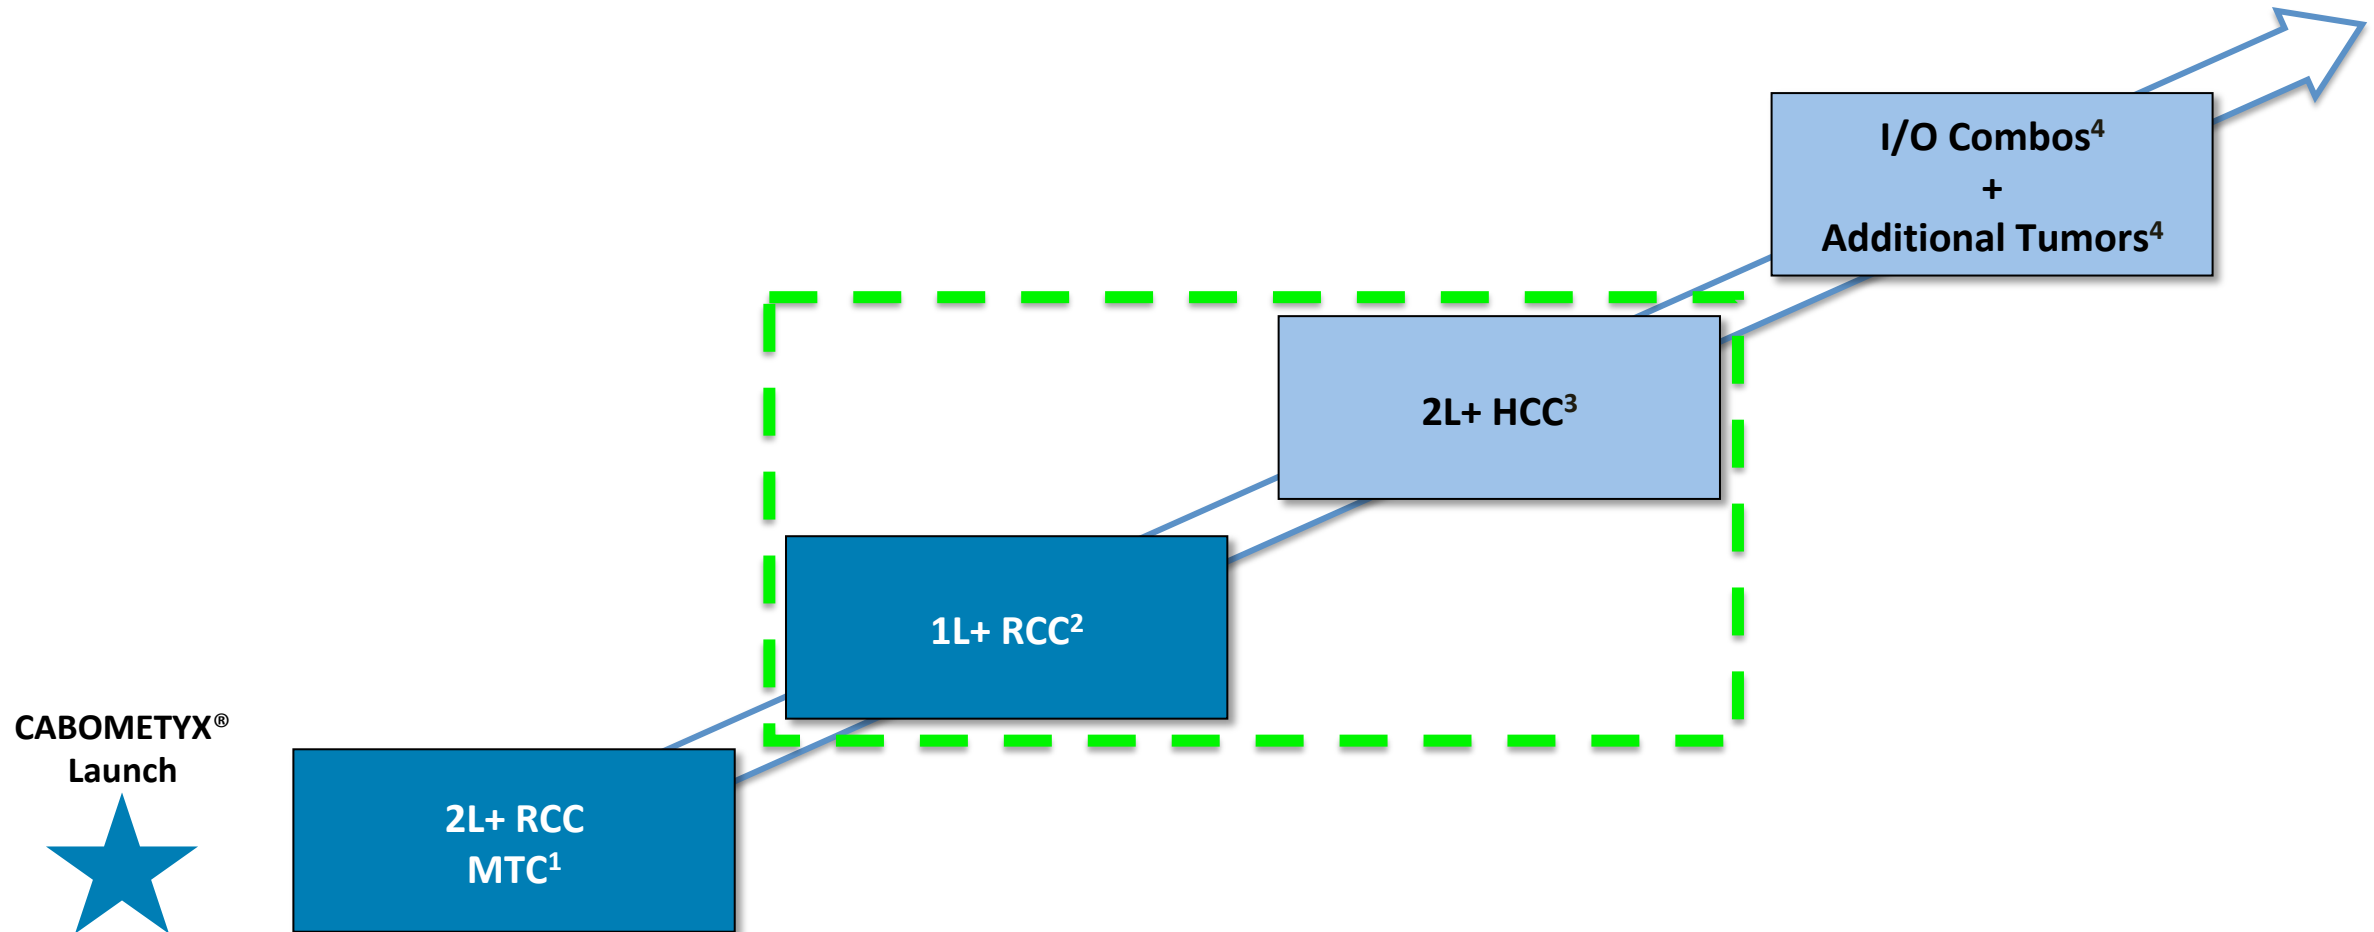 I/O Combos⁴
+
Additional Tumors⁴
2L+ HCC³
1L+ RCC²
CABOMETYX®
Launch
2L+ RCC
MTC¹